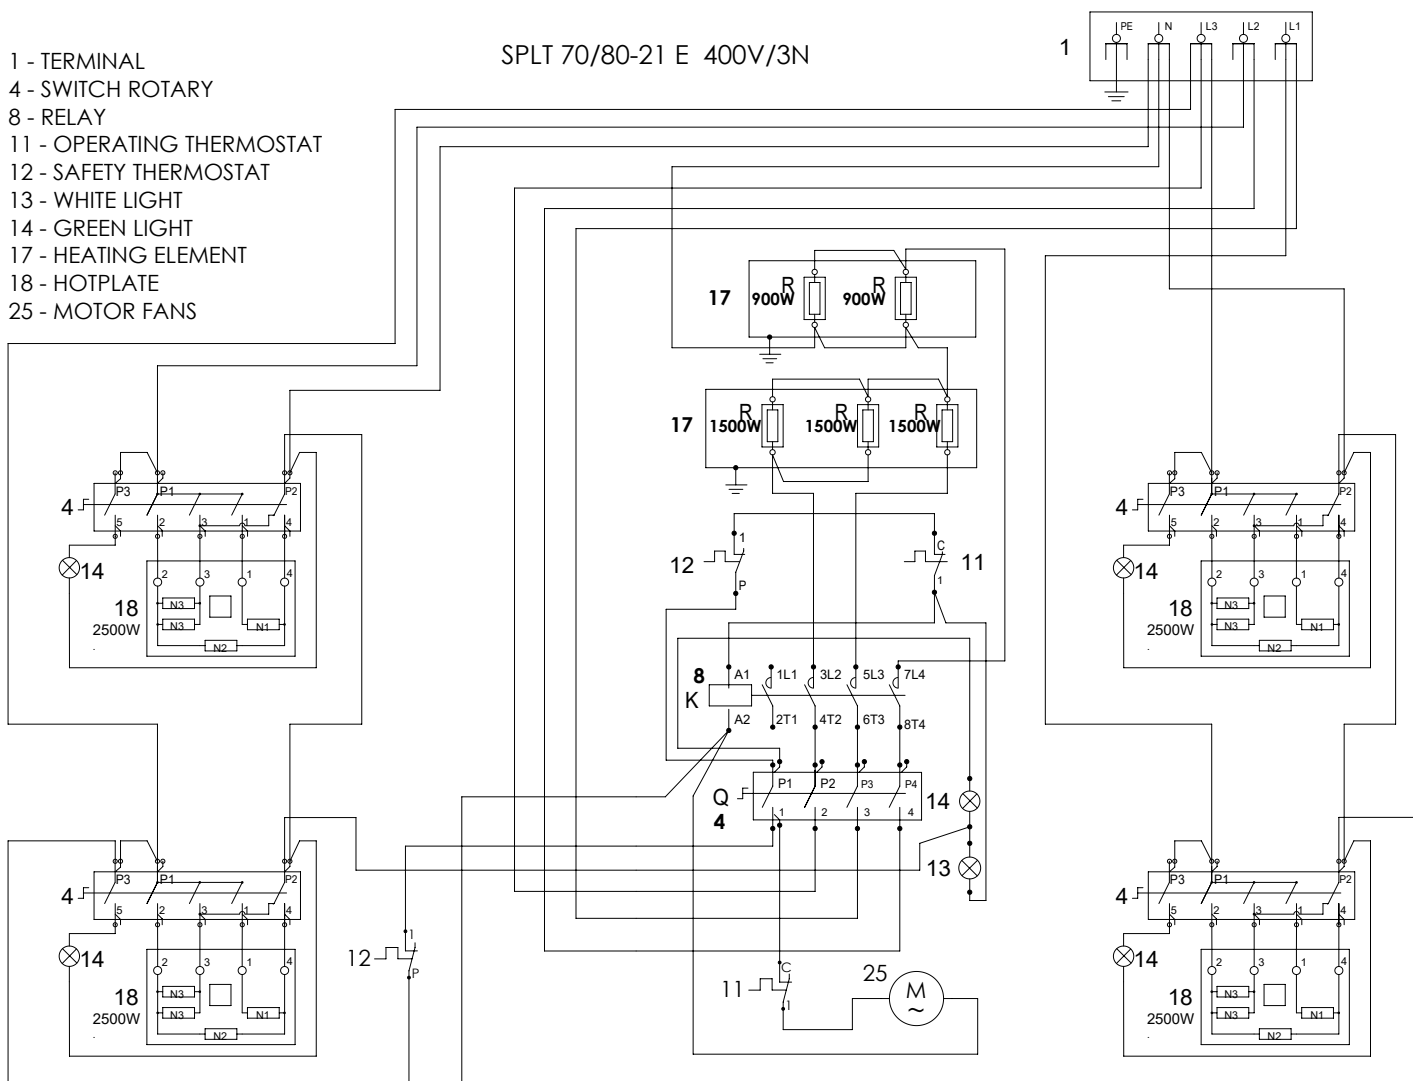 SPLT 70/80-21 E 400V/3N
1 - TERMINAL
4 - SWITCH ROTARY
8 - RELAY
11 - OPERATING THERMOSTAT
12 - SAFETY THERMOSTAT
13 - WHITE LIGHT
14 - GREEN LIGHT
17 - HEATING ELEMENT
18 - HOTPLATE
25 - MOTOR FANS
1
PE N L3 L2 L1
17
R R
900W 900W
17
R R R
1500W 1500W 1500W
P3 P1 P2
4
5 2 3 1 4
14
2 3 1 4
18
2500W
N3
N3 N1
N2
P3 P1 P2
4
5 2 3 1 4
14
2 3 1 4
18
2500W
N3
N3 N1
N2
12
1
P
C
1
11
8
K
A1 1L1 3L2 5L3 7L4
A2 2T1 4T2 6T3 8T4
Q
4
P1 P2 P3 P4
1 2 3 4
14
13
P3 P1 P2
4
5 2 3 1 4
14
2 3 1 4
18
2500W
N3
N3 N1
N2
12
1
P
11
C
1
25
M
~
P3 P1 P2
4
5 2 3 1 4
14
2 3 1 4
18
2500W
N3
N3 N1
N2